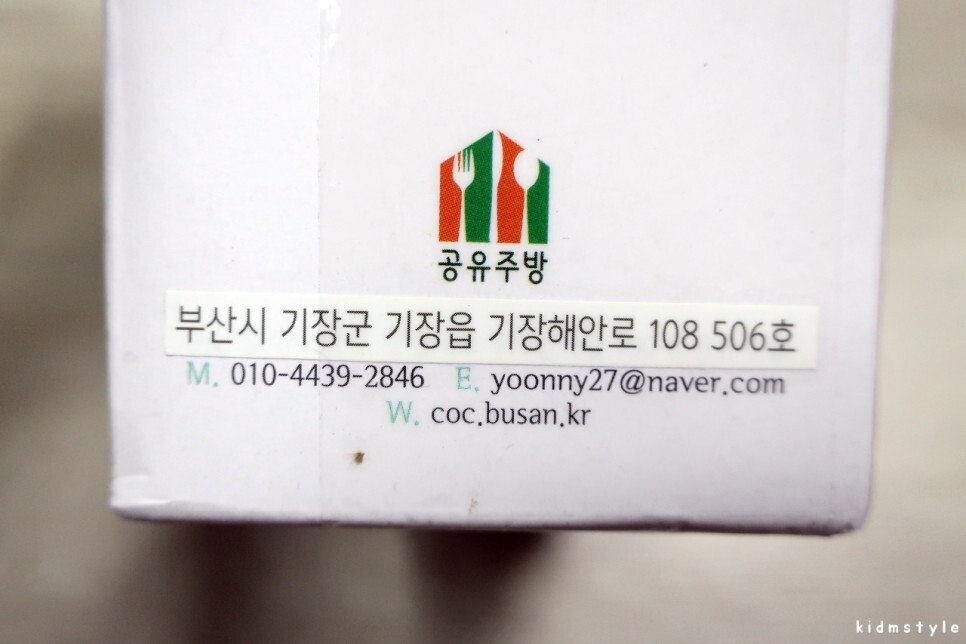 공유주방
부산시 기장군 기장읍 기장해안로 108 506호
M. 010-4439-2846 E. yoonny27@naver.com
W. coc.busan.kr
kidmstyle